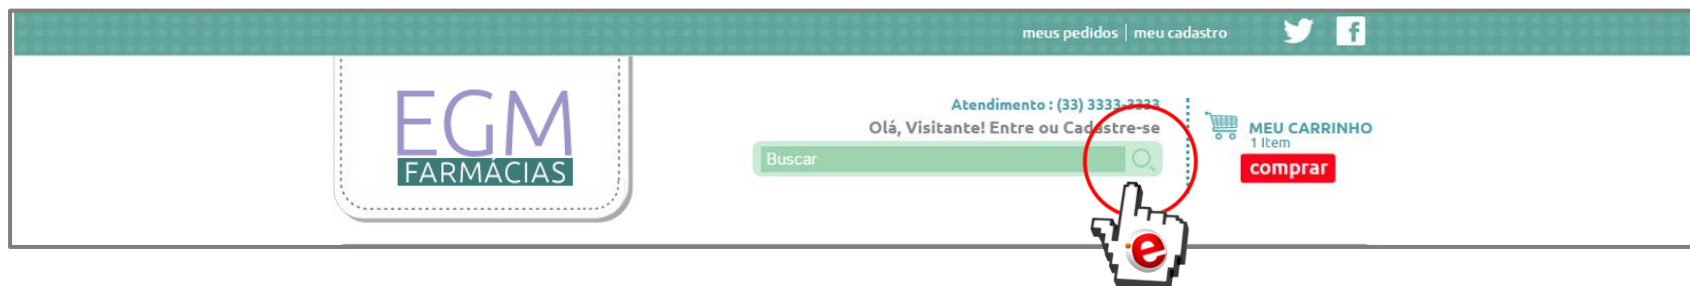 meus pedidos | meu cadastro
EGM
FARMÁCIAS
Atendimento : (33) 3333-3333
Olá, Visitante! Entre ou Cadastre-se
Buscar
MEU CARRINHO
1 Item
comprar
e